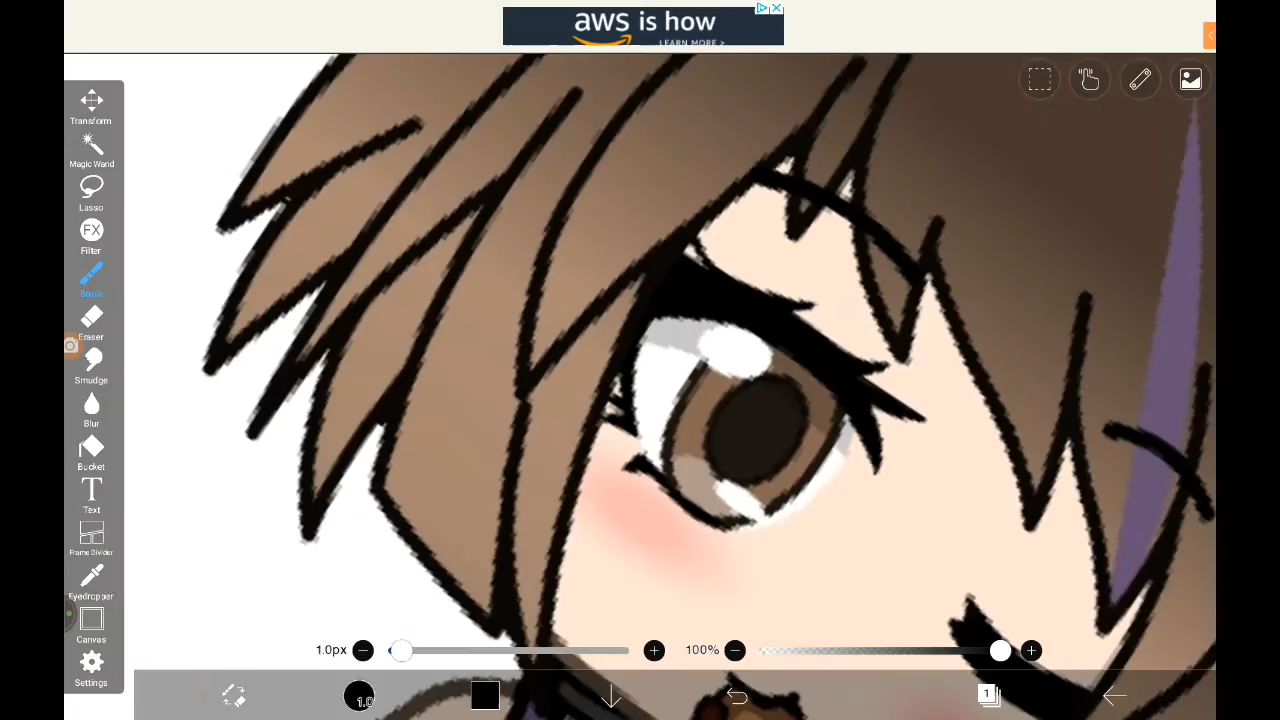 aws is how
LEARN MORE >
Transform
Magic Wand
Lasso
FX
Filter
Brush
Eraser
Smudge
Blur
Bucket
T
Text
Frame Divider
Eyedropper
Canvas
Settings
1.0px
100%
1.0
1